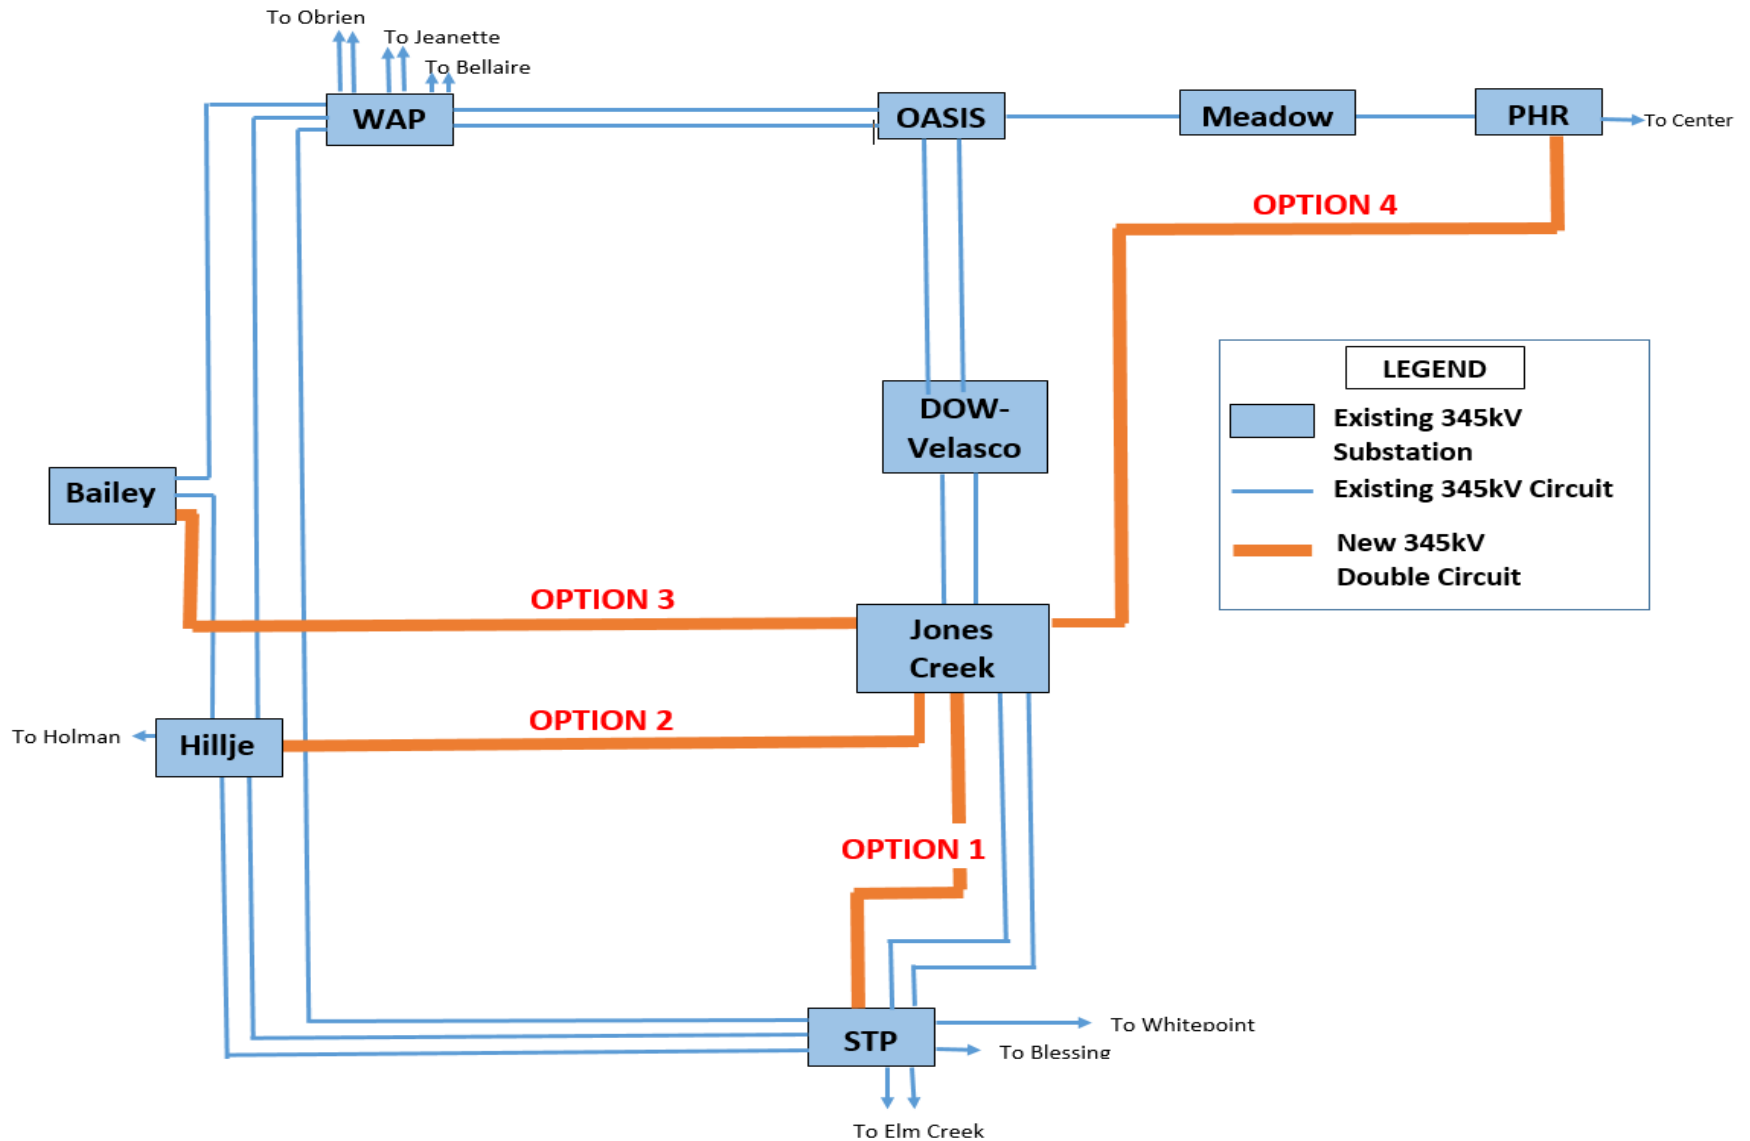 To Obrien
To Jeanette
To Bellaire
WAP
OASIS
Meadow
PHR
To Center
OPTION 4
LEGEND
Existing 345kV
Substation
Existing 345kV Circuit
New 345kV
Double Circuit
DOW-
Velasco
Bailey
OPTION 3
Jones
Creek
OPTION 2
To Holman
Hillje
OPTION 1
STP
To Whitepoint
To Blessing
To Elm Creek